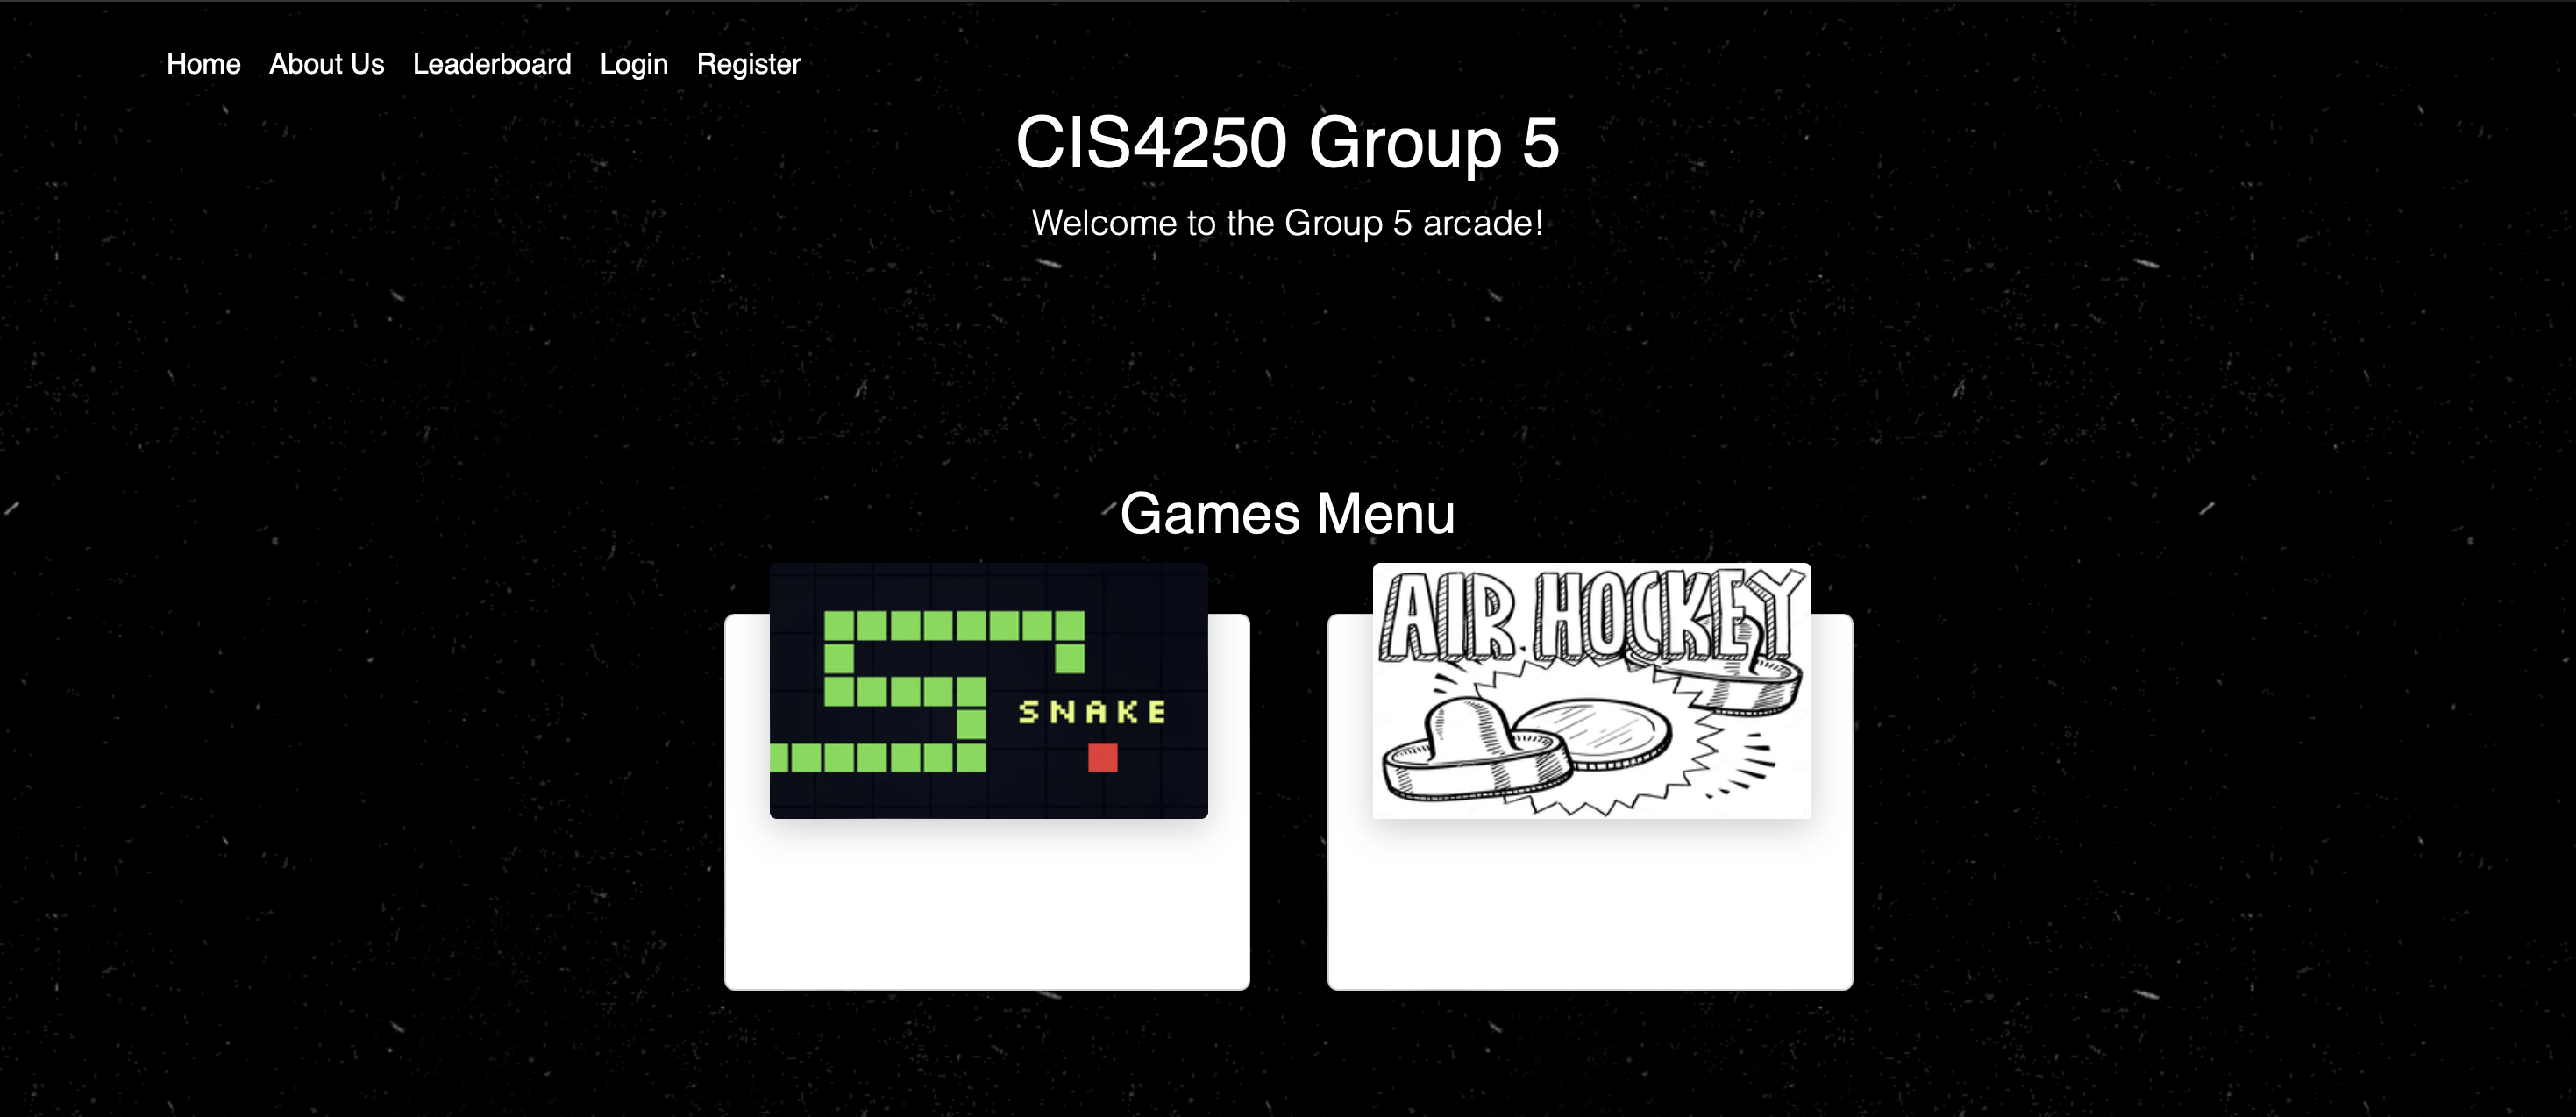 Home About Us Leaderboard Login Register
CIS4250 Group 5
Welcome to the Group 5 arcade!
Games Menu
SNAKE
AIR HOCKEY